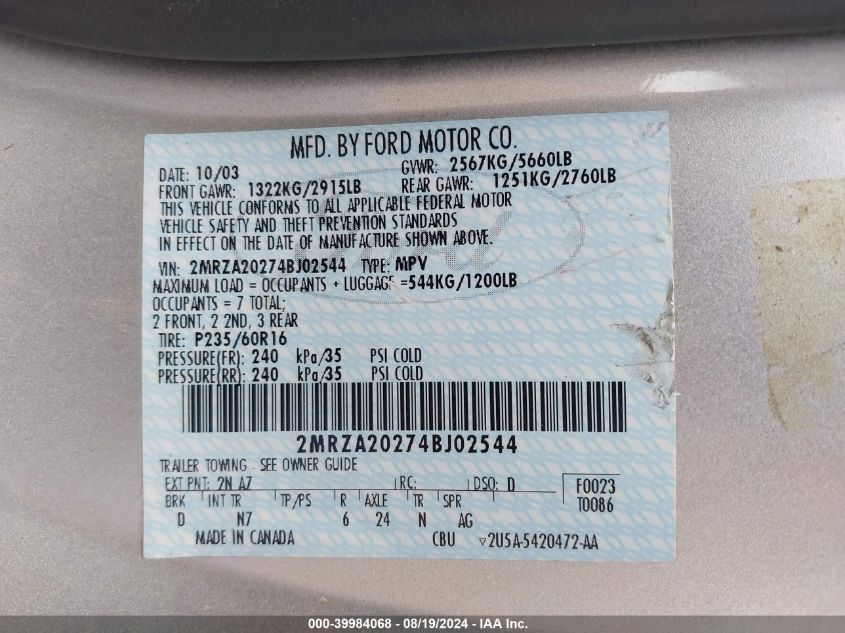 MFD. BY FORD MOTOR CO.
DATE: 10/03 GVWR: 2567KG/5660LB
FRONT GAWR: 1322KG/2915LB REAR GAWR: 1251KG/2760LB
THIS VEHICLE CONFORMS TO ALL APPLICABLE FEDERAL MOTOR
VEHICLE SAFETY AND THEFT PREVENTION STANDARDS
IN EFFECT ON THE DATE OF MANUFACTURE SHOWN ABOVE.
VIN: 2MRZA20274BJ02544 TYPE: MPV
MAXIMUM LOAD = OCCUPANTS + LUGGAGE =544KG/1200LB
OCCUPANTS = 7 TOTAL;
2 FRONT, 2 2ND, 3 REAR
TIRE: P235/60R16
PRESSURE(FR): 240 kPa/35 PSI COLD
PRESSURE(RR): 240 kPa/35 PSI COLD
2MRZA20274BJ02544
TRAILER TOWING - SEE OWNER GUIDE
EXT PNT: 2N A7 RC: DSO: D F0023
BRK INT TR TP/PS R AXLE TR SPR T0086
D N7 6 24 N AG
MADE IN CANADA CBU ▽2U5A-5420472-AA
000-39984068 - 08/19/2024 - IAA Inc.